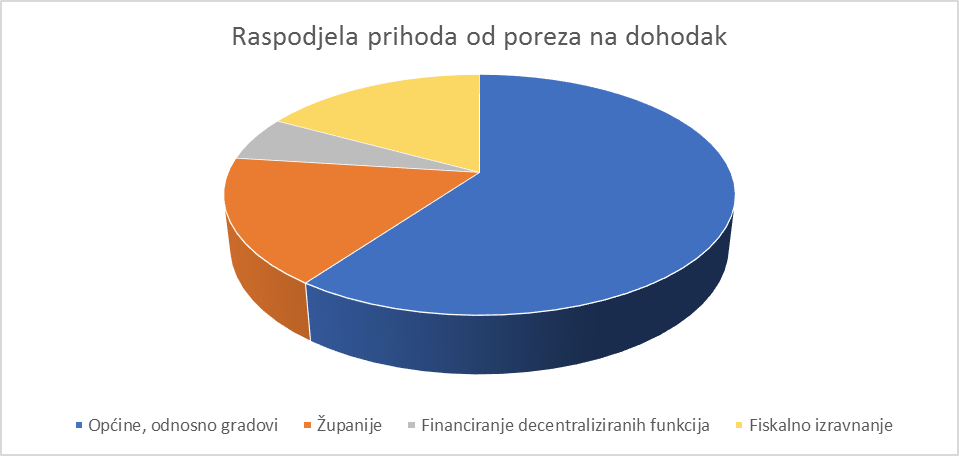 Raspodjela prihoda od poreza na dohodak
Općine, odnosno gradovi Županije Financiranje decentraliziranih funkcija Fiskalno izravnanje